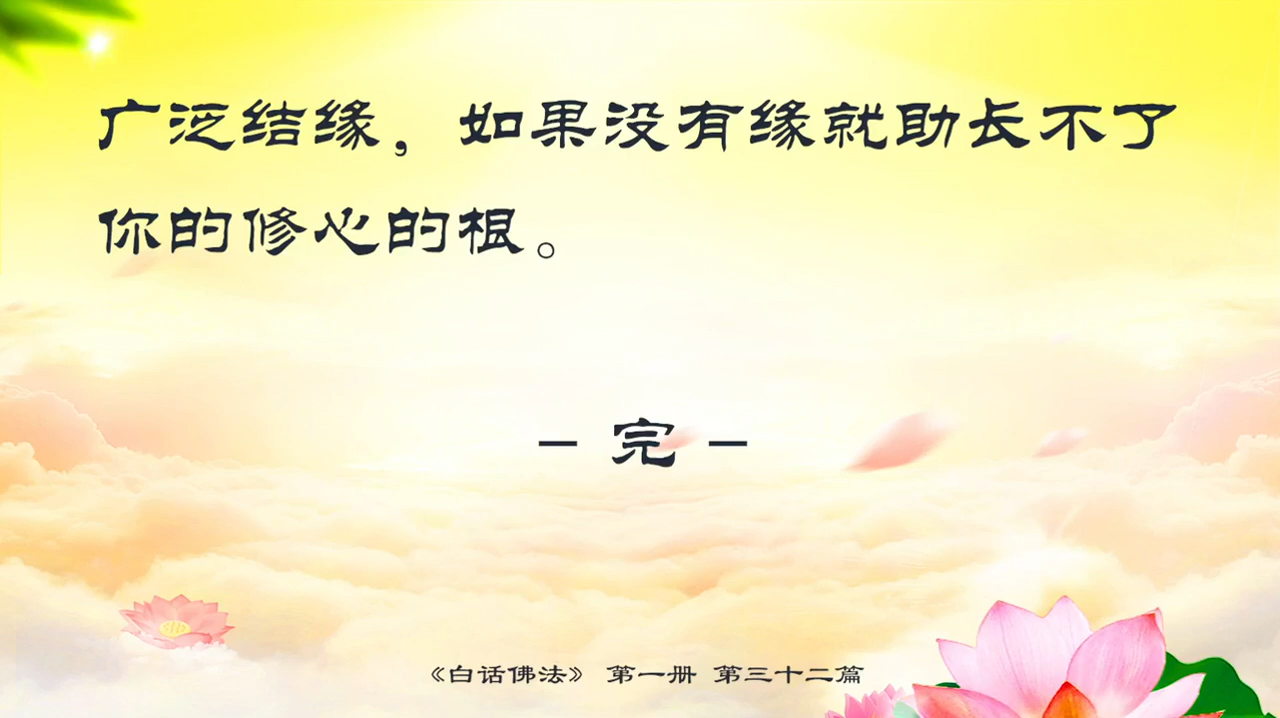 广泛结缘，如果没有缘就助长不了
你的修心的根。
– 完 –
《白话佛法》 第一册 第三十二篇